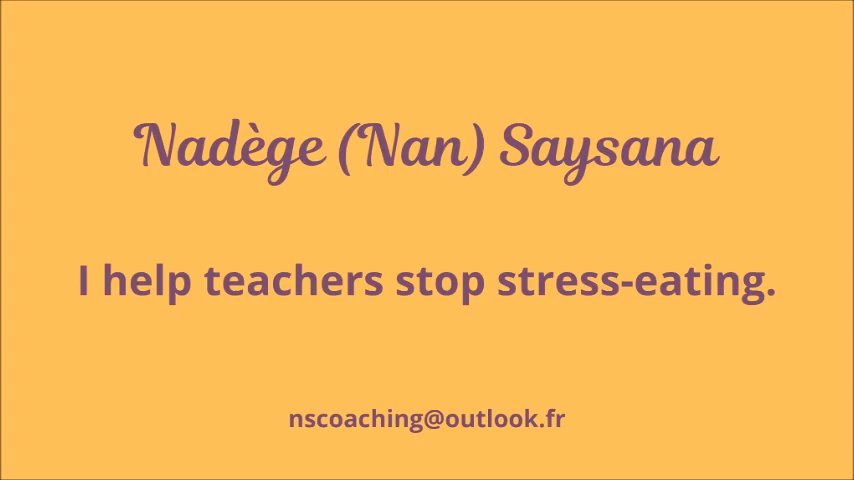 Nadège (Nan) Saysana
I help teachers stop stress-eating.
nscoaching@outlook.fr